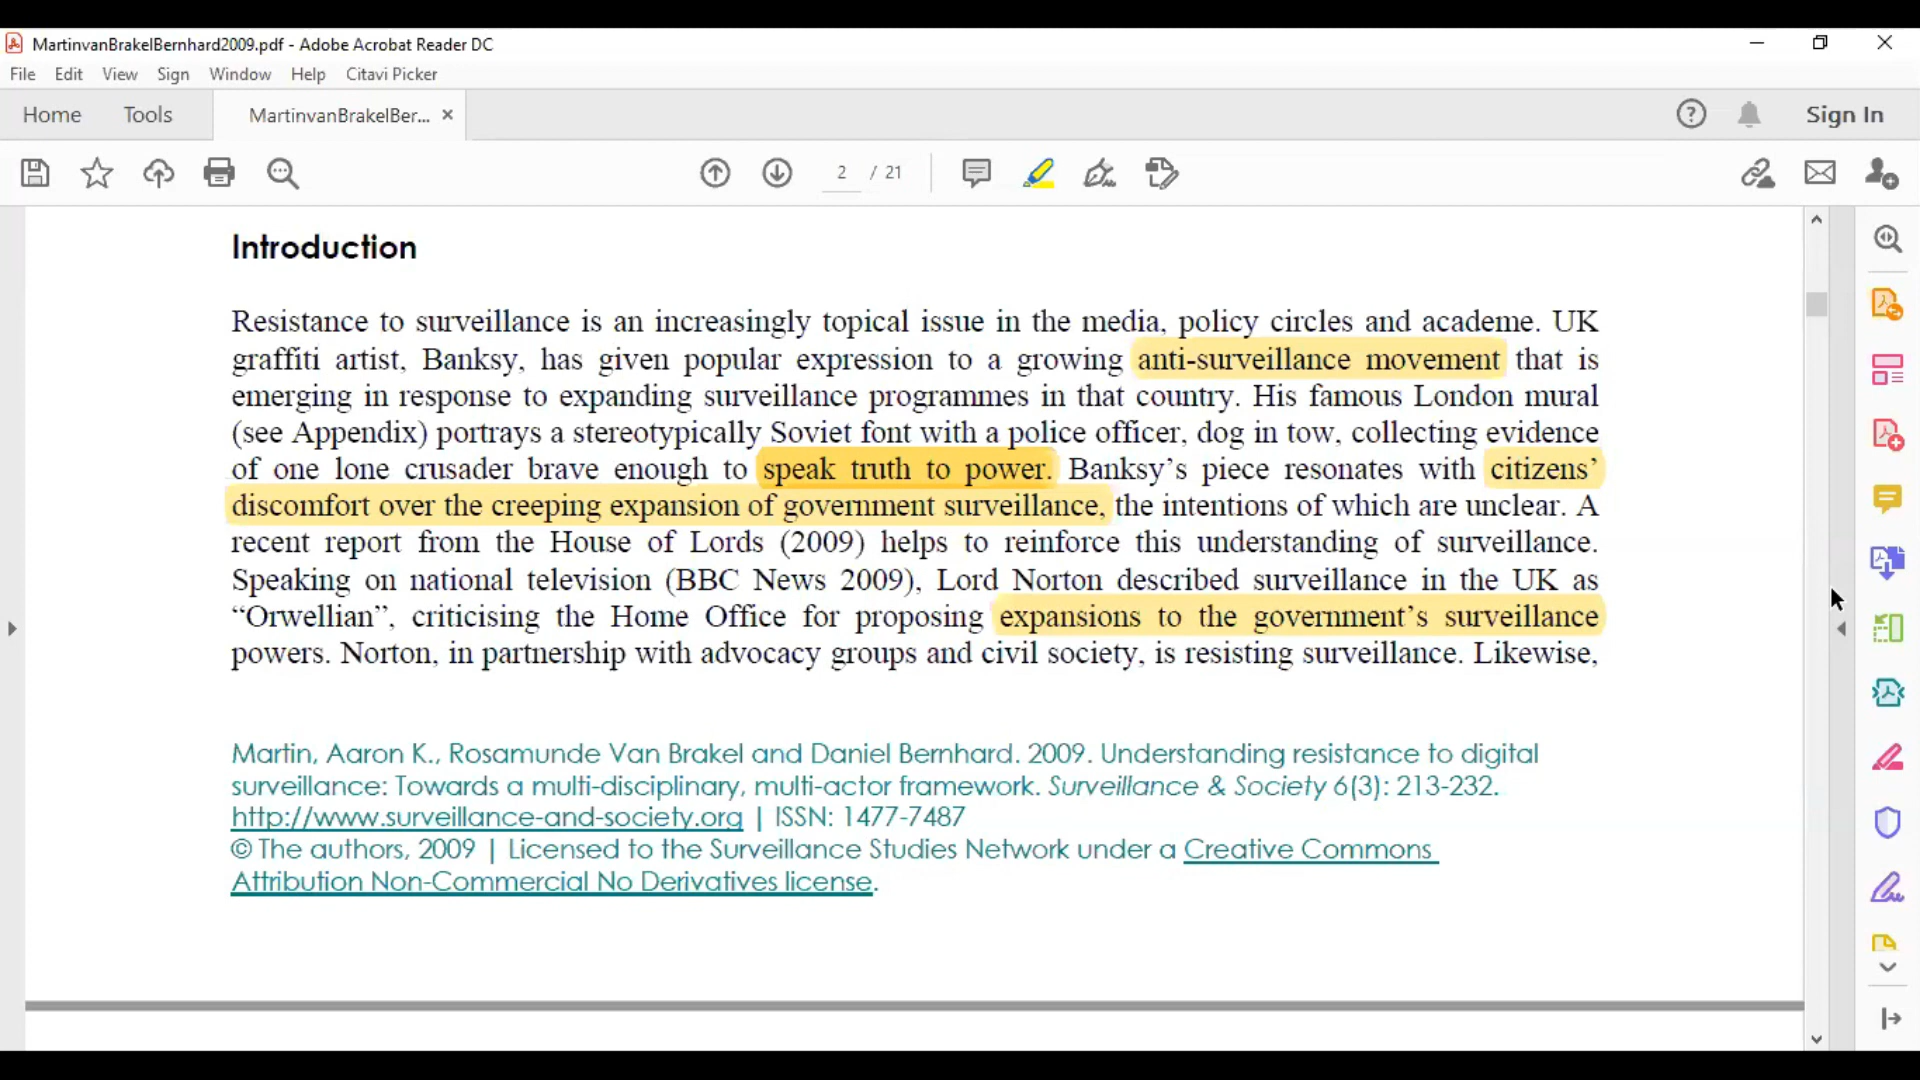 MartinvanBrakelBernhard2009.pdf - Adobe Acrobat Reader DC
File Edit View Sign Window Help Citavi Picker
Home Tools MartinvanBrakelBer... × Sign In
2 / 21
Introduction
Resistance to surveillance is an increasingly topical issue in the media, policy circles and academe. UK
graffiti artist, Banksy, has given popular expression to a growing anti-surveillance movement that is
emerging in response to expanding surveillance programmes in that country. His famous London mural
(see Appendix) portrays a stereotypically Soviet font with a police officer, dog in tow, collecting evidence
of one lone crusader brave enough to speak truth to power. Banksy’s piece resonates with citizens’
discomfort over the creeping expansion of government surveillance, the intentions of which are unclear. A
recent report from the House of Lords (2009) helps to reinforce this understanding of surveillance.
Speaking on national television (BBC News 2009), Lord Norton described surveillance in the UK as
“Orwellian”, criticising the Home Office for proposing expansions to the government’s surveillance
powers. Norton, in partnership with advocacy groups and civil society, is resisting surveillance. Likewise,
Martin, Aaron K., Rosamunde Van Brakel and Daniel Bernhard. 2009. Understanding resistance to digital
surveillance: Towards a multi-disciplinary, multi-actor framework. Surveillance & Society 6(3): 213-232.
http://www.surveillance-and-society.org | ISSN: 1477-7487
© The authors, 2009 | Licensed to the Surveillance Studies Network under a Creative Commons
Attribution Non-Commercial No Derivatives license.